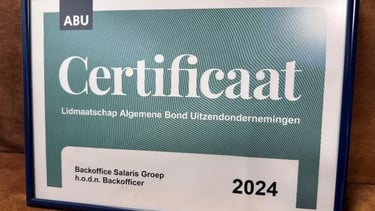 ABU
Certificaat
Lidmaatschap Algemene Bond Uitzendondernemingen
Backoffice Salaris Groep
h.o.d.n. Backofficer
2024